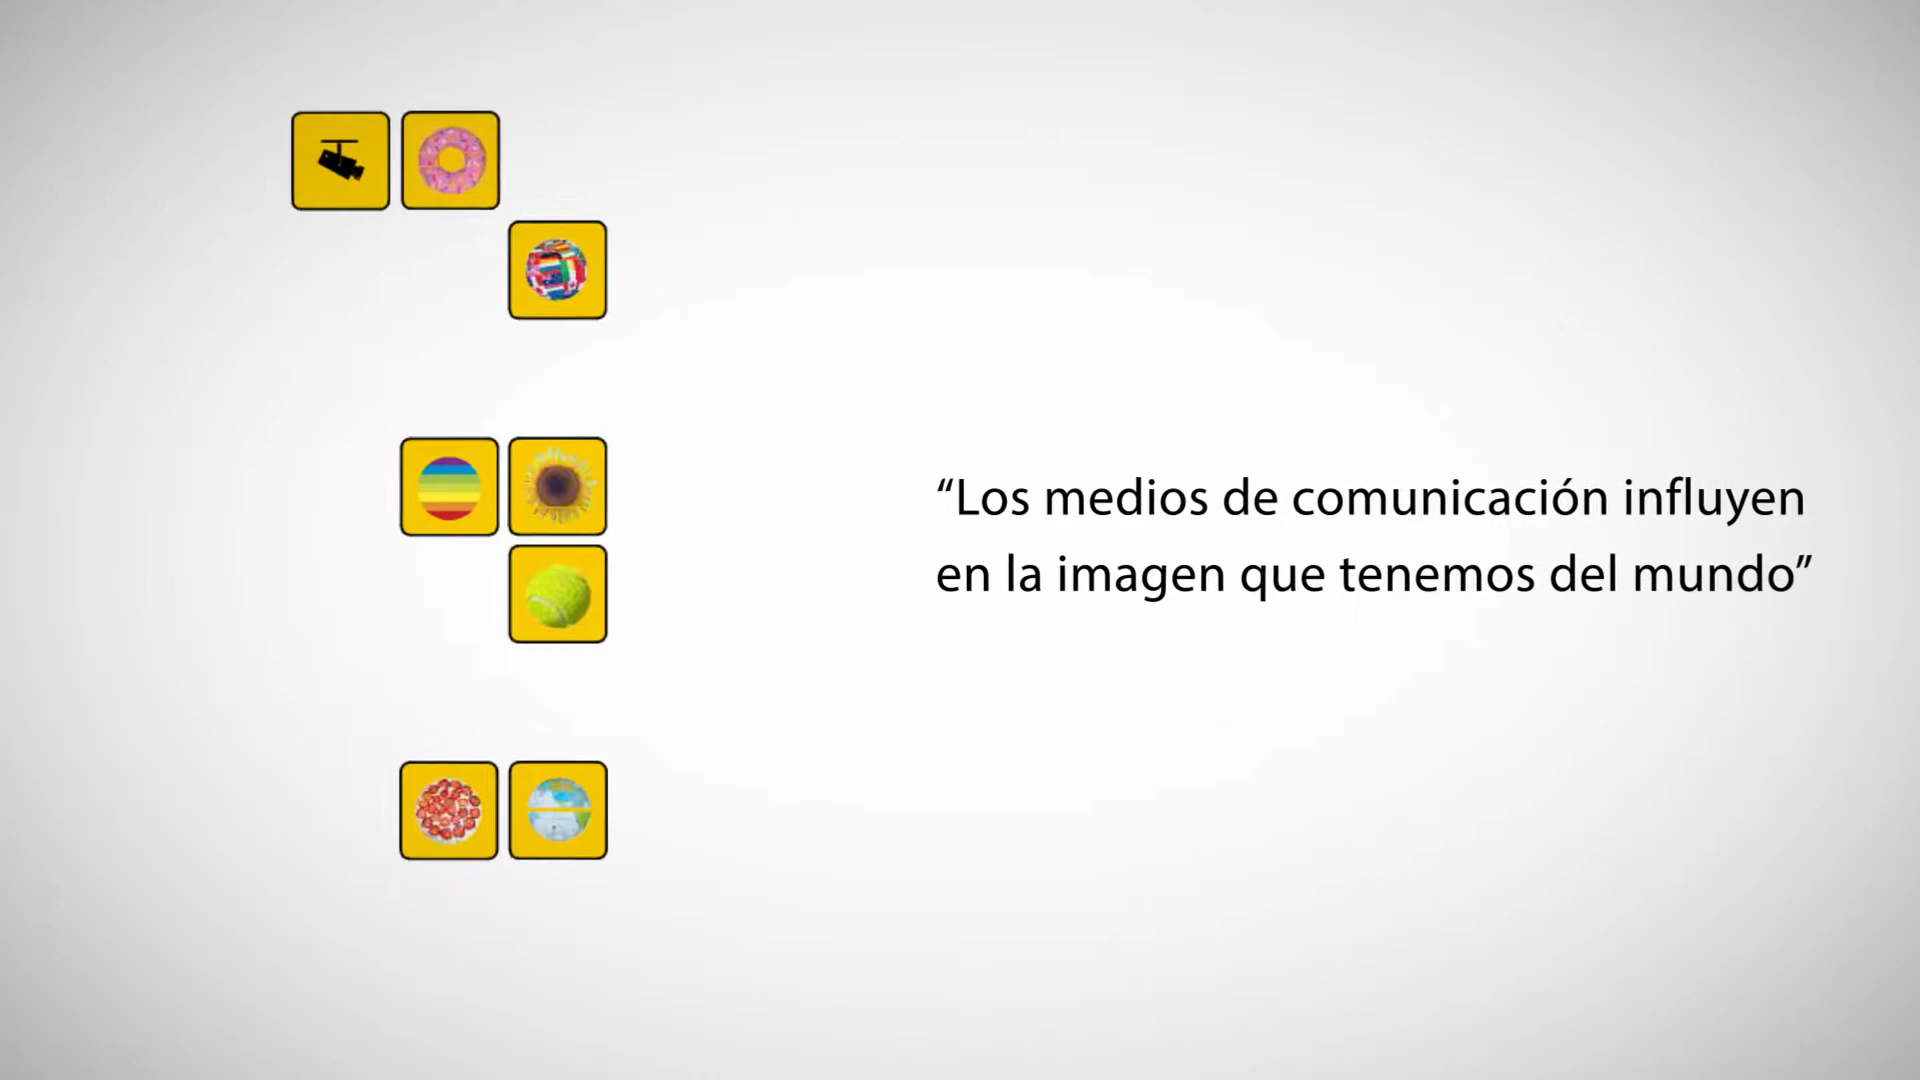 “Los medios de comunicación influyen
en la imagen que tenemos del mundo”